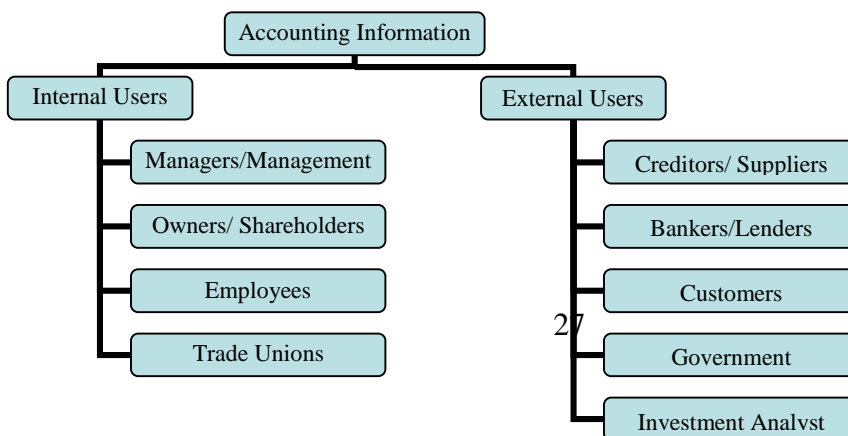 Accounting Information
Internal Users
Managers/Management
Owners/ Shareholders
Employees
Trade Unions
External Users
Creditors/ Suppliers
Bankers/Lenders
Customers
27
Government
Investment Analyst